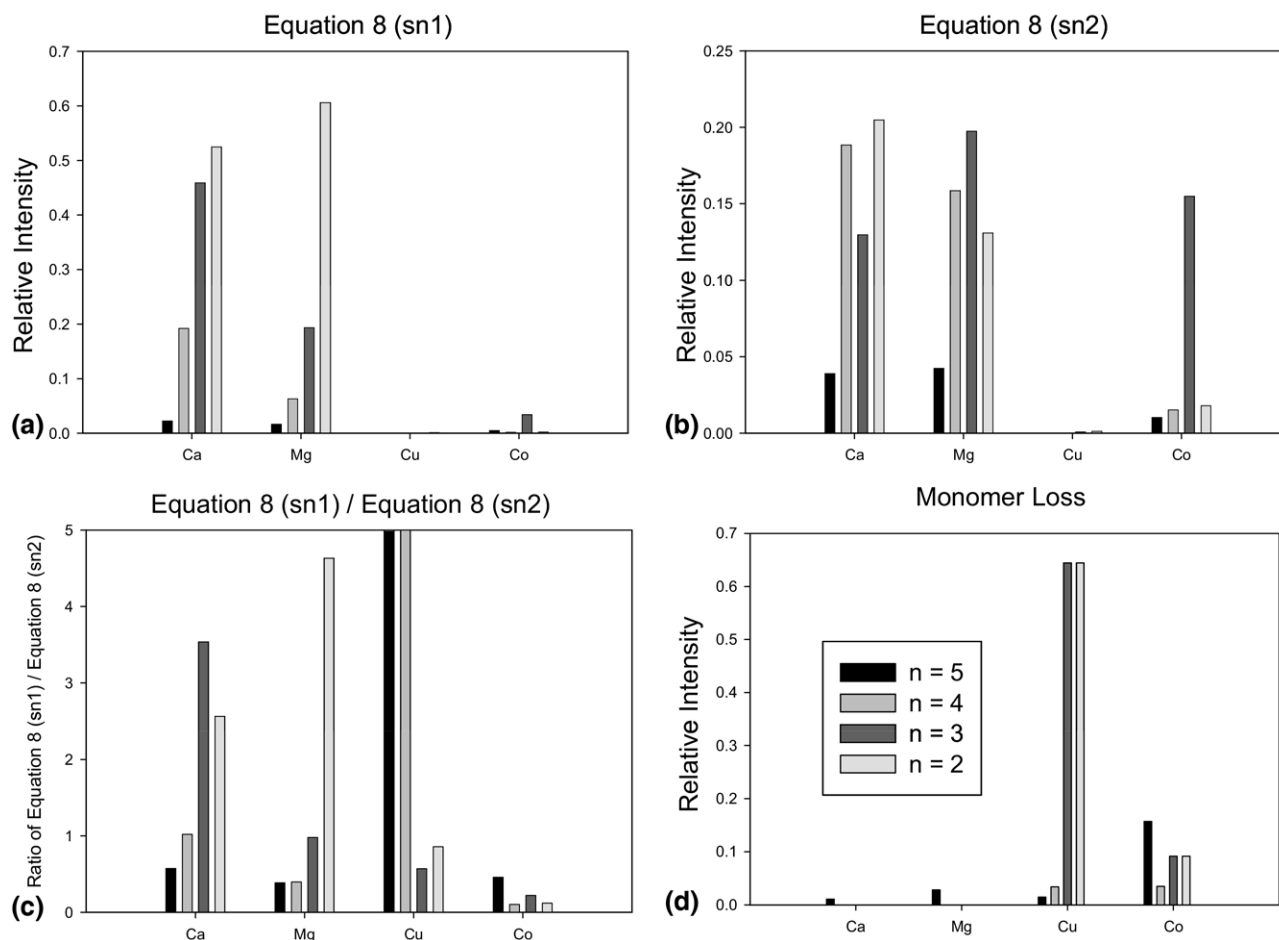 Equation 8 (sn1)
Relative Intensity
0.7
0.6
0.5
0.4
0.3
0.2
0.1
0.0
Ca Mg Cu Co
(a)
Equation 8 (sn2)
Relative Intensity
0.25
0.20
0.15
0.10
0.05
0.00
Ca Mg Cu Co
(b)
Equation 8 (sn1) / Equation 8 (sn2)
Ratio of Equation 8 (sn1) / Equation 8 (sn2)
5
4
3
2
1
0
Ca Mg Cu Co
(c)
Monomer Loss
Relative Intensity
0.7
0.6
0.5
0.4
0.3
0.2
0.1
0.0
n = 5
n = 4
n = 3
n = 2
Ca Mg Cu Co
(d)